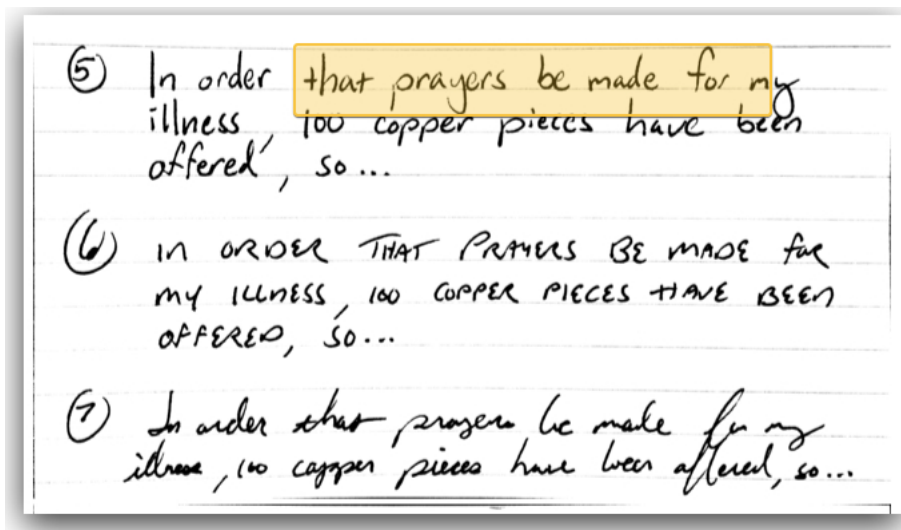 5 In order that prayers be made for my
illness, 100 copper pieces have been
offered, so...
6 IN ORDER THAT PRAYERS BE MADE for
MY ILLNESS, 100 COPPER PIECES HAVE BEEN
OFFERED, SO...
7 In order that prayers be made for my
illness, 100 copper pieces have been offered, so...